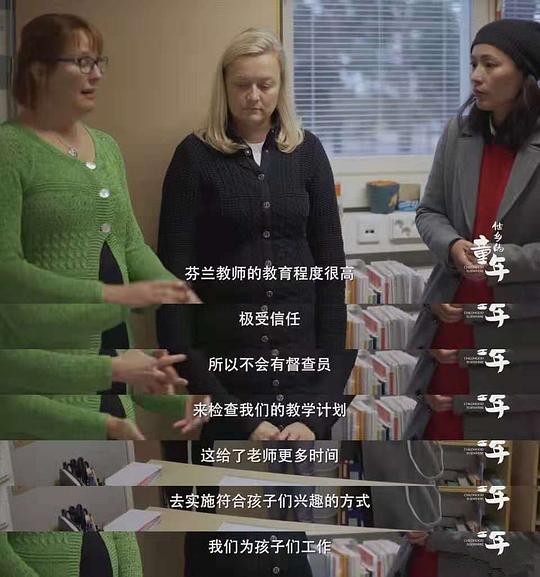 他乡的
童年
芬兰教师的教育程度很高
极受信任
所以不会有督查员
来检查我们的教学计划
这给了老师更多时间
去实施符合孩子们兴趣的方式
我们为孩子们工作